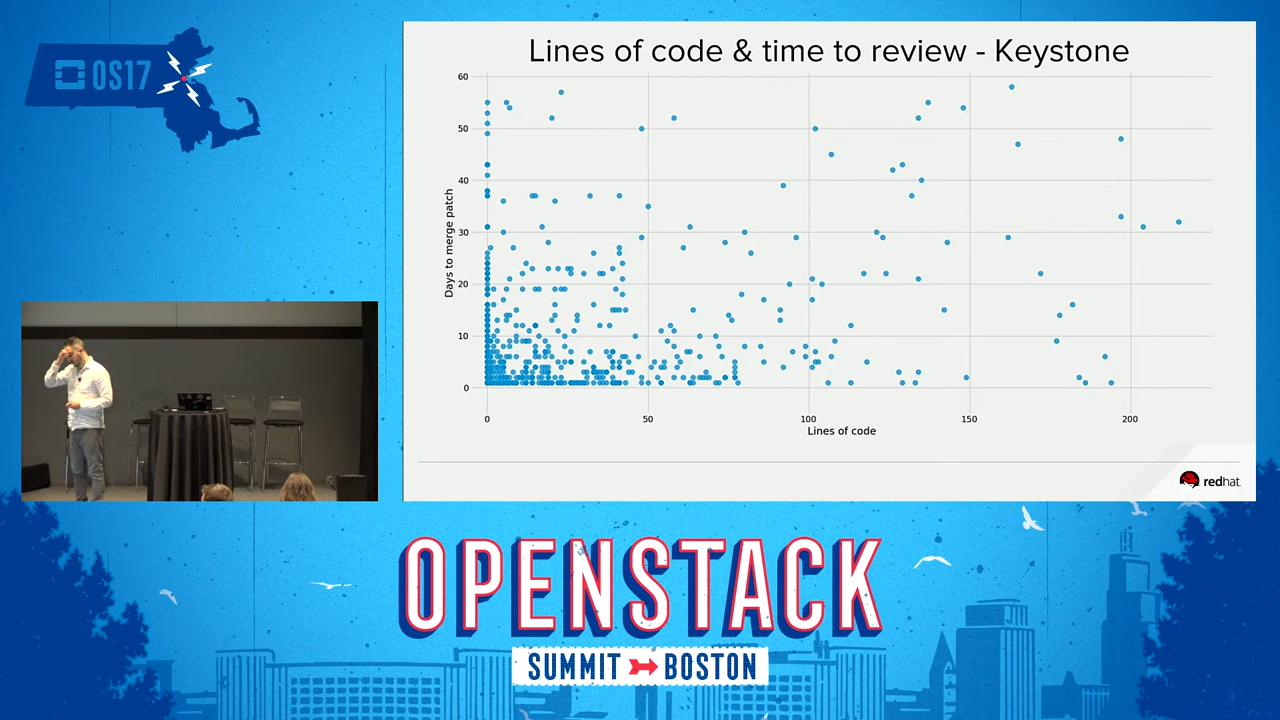 OS17
Lines of code & time to review - Keystone
60
50
40
30
20
10
0
Days to merge patch
0 50 100 150 200
Lines of code
redhat.
OPENSTACK
SUMMIT BOSTON